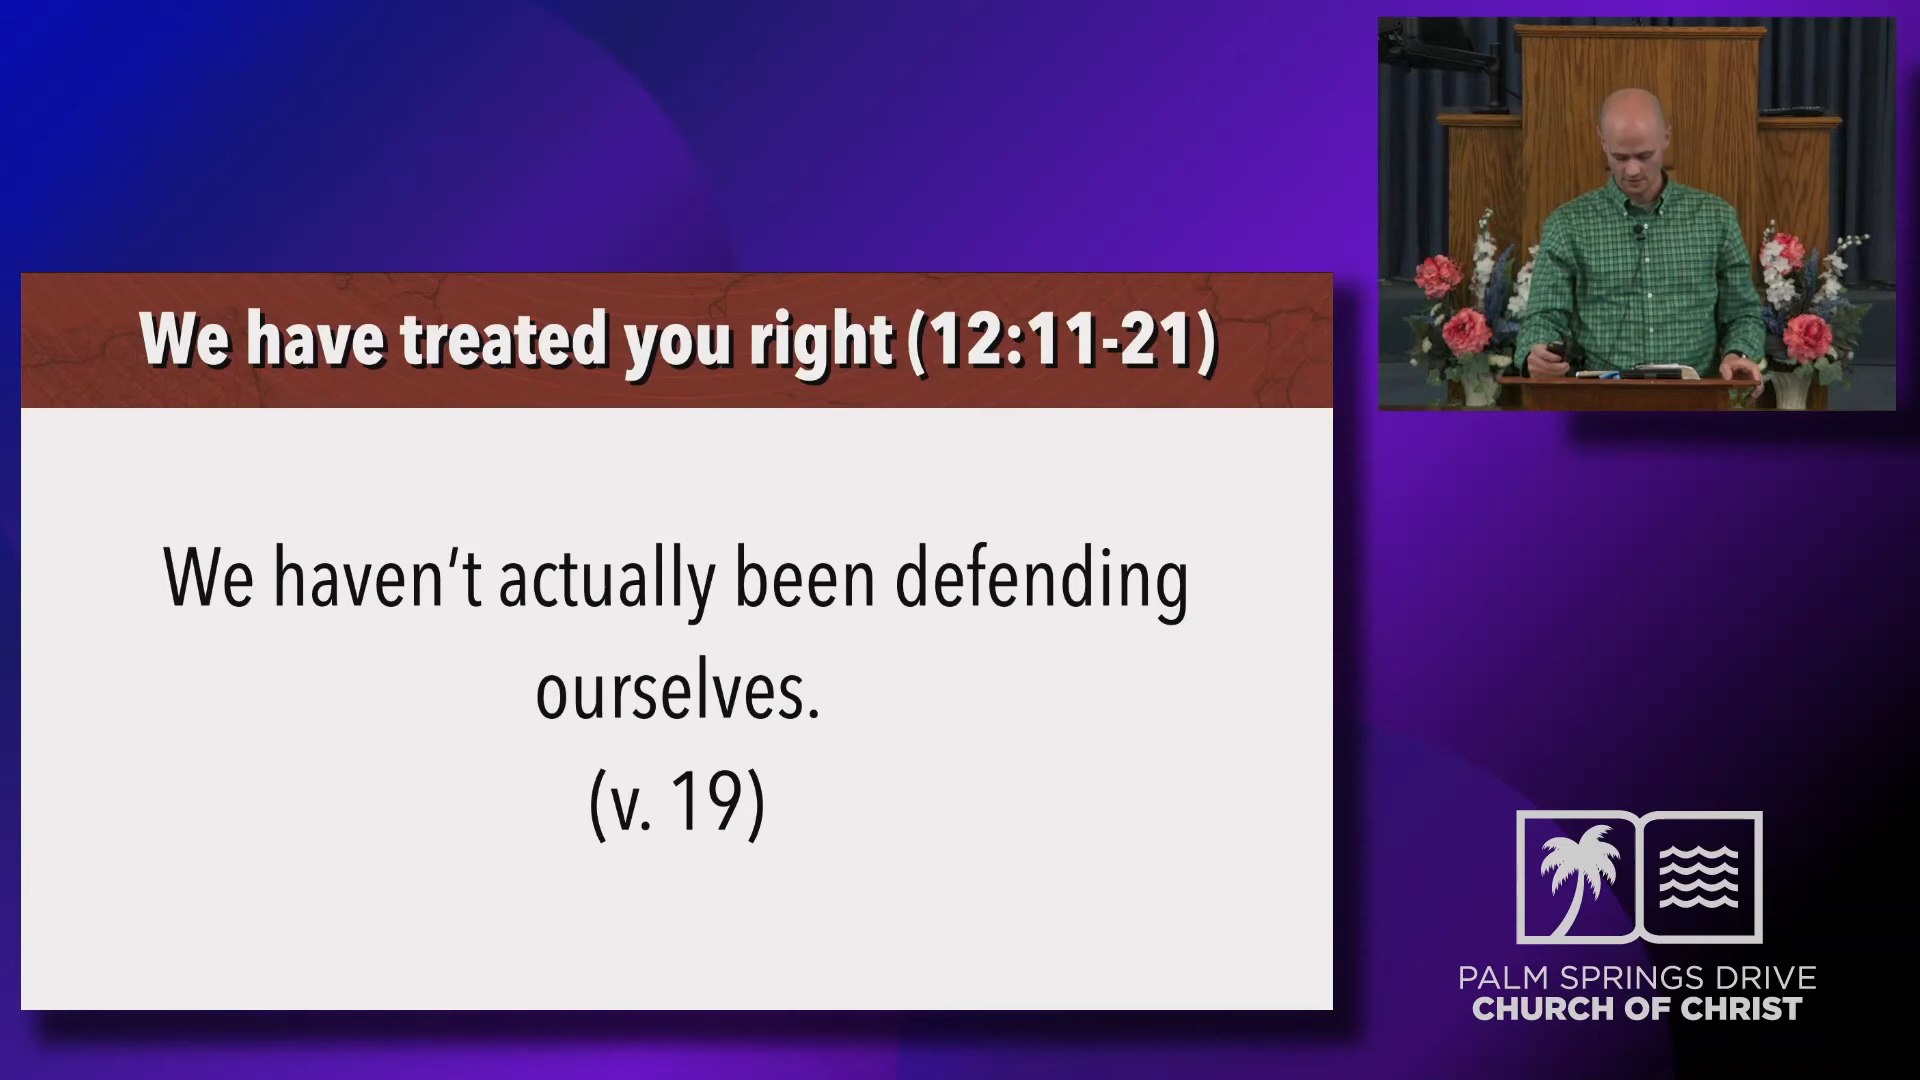 We have treated you right (12:11-21)
We haven’t actually been defending
ourselves.
(v. 19)
PALM SPRINGS DRIVE
CHURCH OF CHRIST